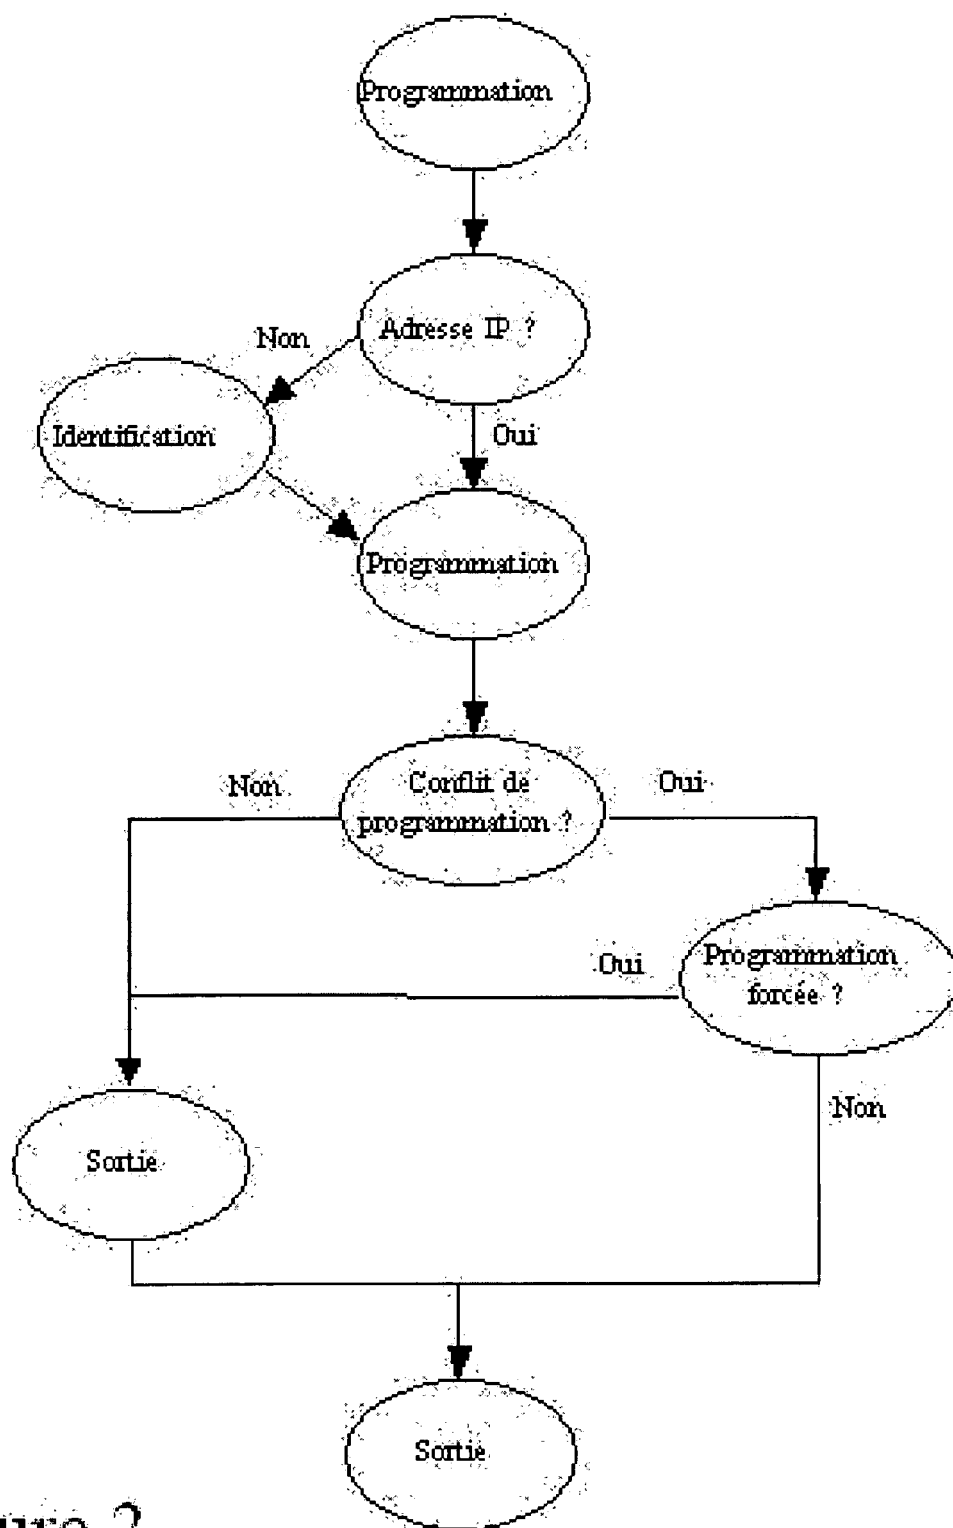 Programmation
Adresse IP ?
Non
Identification
Oui
Programmation
Conflit de
programmation ?
Non
Oui
Programmation
forcée ?
Oui
Non
Sortie
Sortie